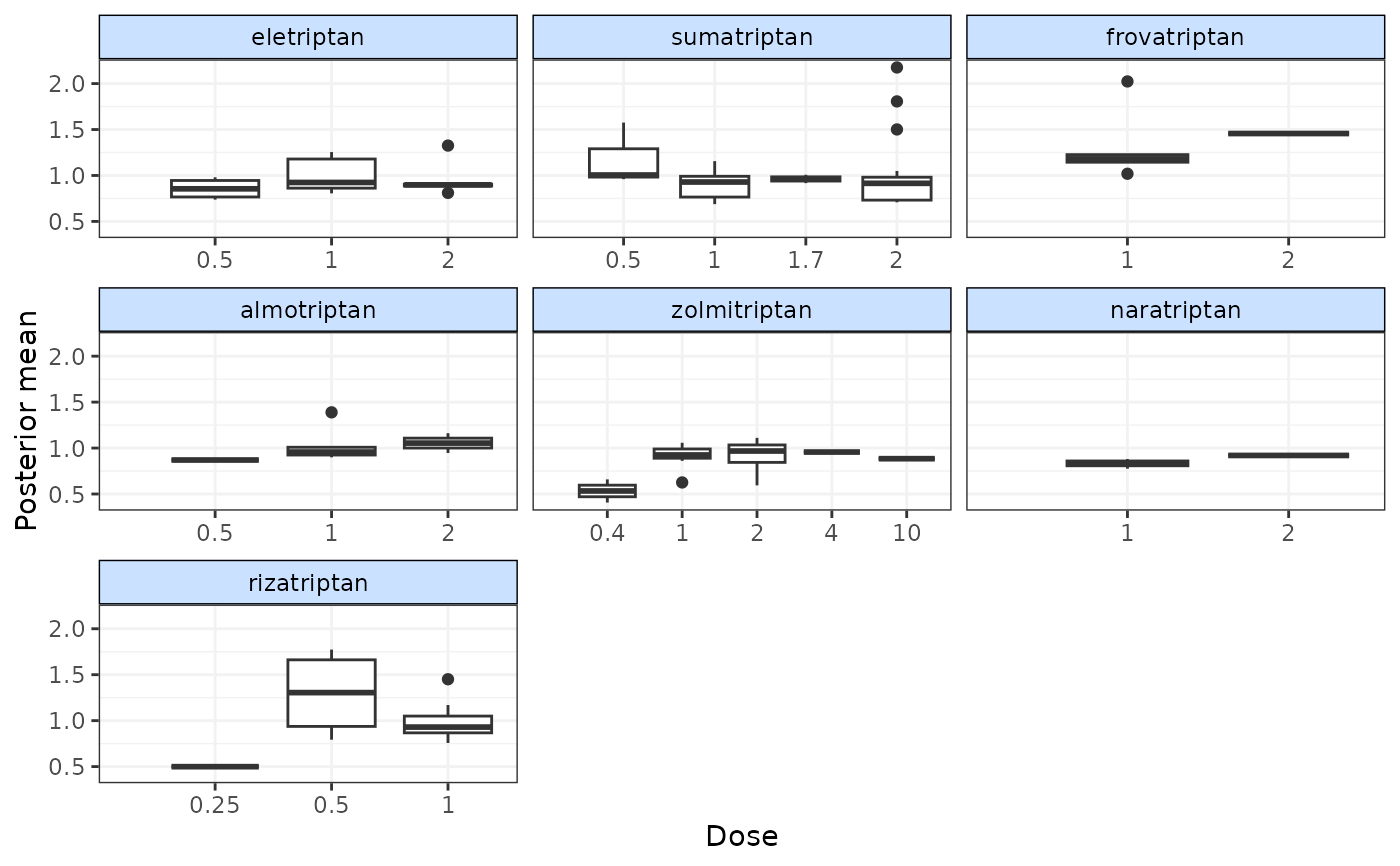 eletriptan sumatriptan frovatriptan
2.0
1.5
1.0
0.5
0.5 1 2 0.5 1 1.7 2 1 2
almotriptan zolmitriptan naratriptan
2.0
1.5
1.0
0.5
0.5 1 2 0.4 1 2 4 10 1 2
rizatriptan
2.0
1.5
1.0
0.5
0.25 0.5 1
Posterior mean
Dose